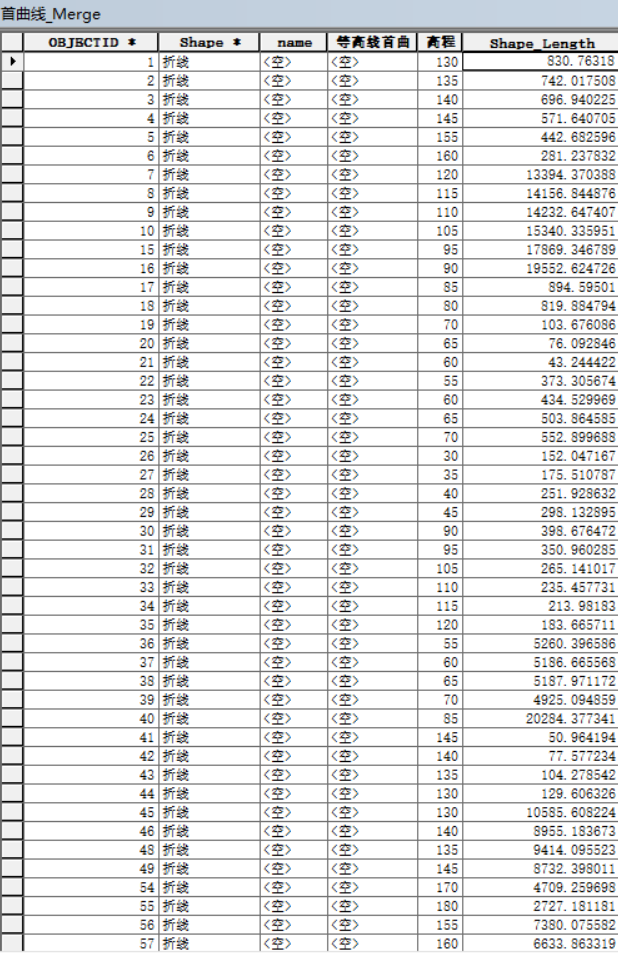 首曲线_Merge
OBJECTID * Shape * name 等高线首曲 高程 Shape_Length
1 折线 <空> <空> 130 830.76318
2 折线 <空> <空> 135 742.017508
3 折线 <空> <空> 140 696.940225
4 折线 <空> <空> 145 571.640705
5 折线 <空> <空> 155 442.682596
6 折线 <空> <空> 160 281.237832
7 折线 <空> <空> 120 13394.370388
8 折线 <空> <空> 115 14156.844876
9 折线 <空> <空> 110 14232.647407
10 折线 <空> <空> 105 15340.335951
15 折线 <空> <空> 95 17869.346789
16 折线 <空> <空> 90 19552.624726
17 折线 <空> <空> 85 894.59501
18 折线 <空> <空> 80 819.884794
19 折线 <空> <空> 70 103.676086
20 折线 <空> <空> 65 76.092846
21 折线 <空> <空> 60 43.244422
22 折线 <空> <空> 55 373.305674
23 折线 <空> <空> 60 434.529969
24 折线 <空> <空> 65 503.864585
25 折线 <空> <空> 70 552.899688
26 折线 <空> <空> 30 152.047167
27 折线 <空> <空> 35 175.510787
28 折线 <空> <空> 40 251.928632
29 折线 <空> <空> 45 298.132895
30 折线 <空> <空> 90 398.676472
31 折线 <空> <空> 95 350.960285
32 折线 <空> <空> 105 265.141017
33 折线 <空> <空> 110 235.457731
34 折线 <空> <空> 115 213.98183
35 折线 <空> <空> 120 183.665711
36 折线 <空> <空> 55 5260.396586
37 折线 <空> <空> 60 5186.665568
38 折线 <空> <空> 65 5187.971172
39 折线 <空> <空> 70 4925.094859
40 折线 <空> <空> 85 20284.377341
41 折线 <空> <空> 145 50.964194
42 折线 <空> <空> 140 77.577234
43 折线 <空> <空> 135 104.278542
44 折线 <空> <空> 130 129.606326
45 折线 <空> <空> 130 10585.608224
46 折线 <空> <空> 140 8955.183673
48 折线 <空> <空> 135 9414.095523
49 折线 <空> <空> 145 8732.398011
54 折线 <空> <空> 170 4709.259698
55 折线 <空> <空> 180 2727.181181
56 折线 <空> <空> 155 7380.075582
57 折线 <空> <空> 160 6633.863319